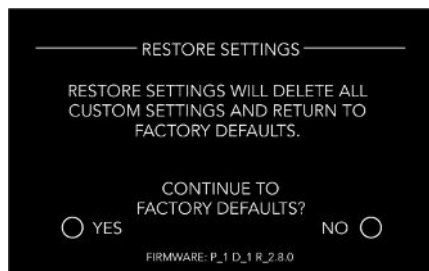 RESTORE SETTINGS
RESTORE SETTINGS WILL DELETE ALL
CUSTOM SETTINGS AND RETURN TO
FACTORY DEFAULTS.
CONTINUE TO
FACTORY DEFAULTS?
YES
NO
FIRMWARE: P_1 D_1 R_2.8.0